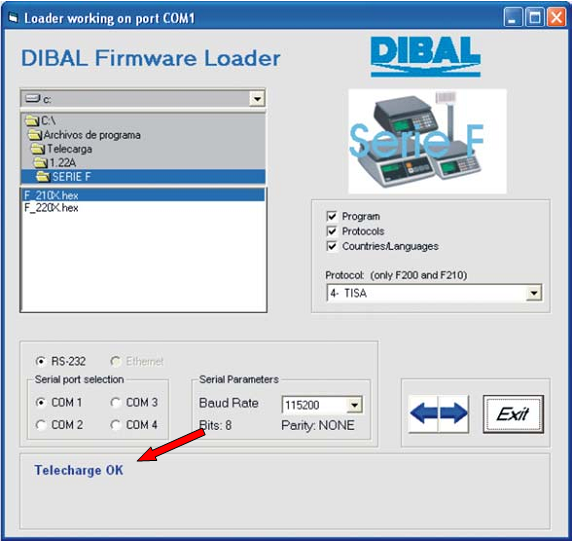 Loader working on port COM1
DIBAL Firmware Loader
DIBAL
c:
C:\
Archivos de programa
Telecarga
1.22A
SERIE F
Serie F
F_210X.hex
F_220X.hex
Program
Protocols
Countries/Languages
Protocol: (only F200 and F210)
4- TISA
RS-232 Ethernet
Serial port selection
COM 1 COM 3
COM 2 COM 4
Serial Parameters
Baud Rate 115200
Bits: 8 Parity: NONE
Exit
Telecharge OK